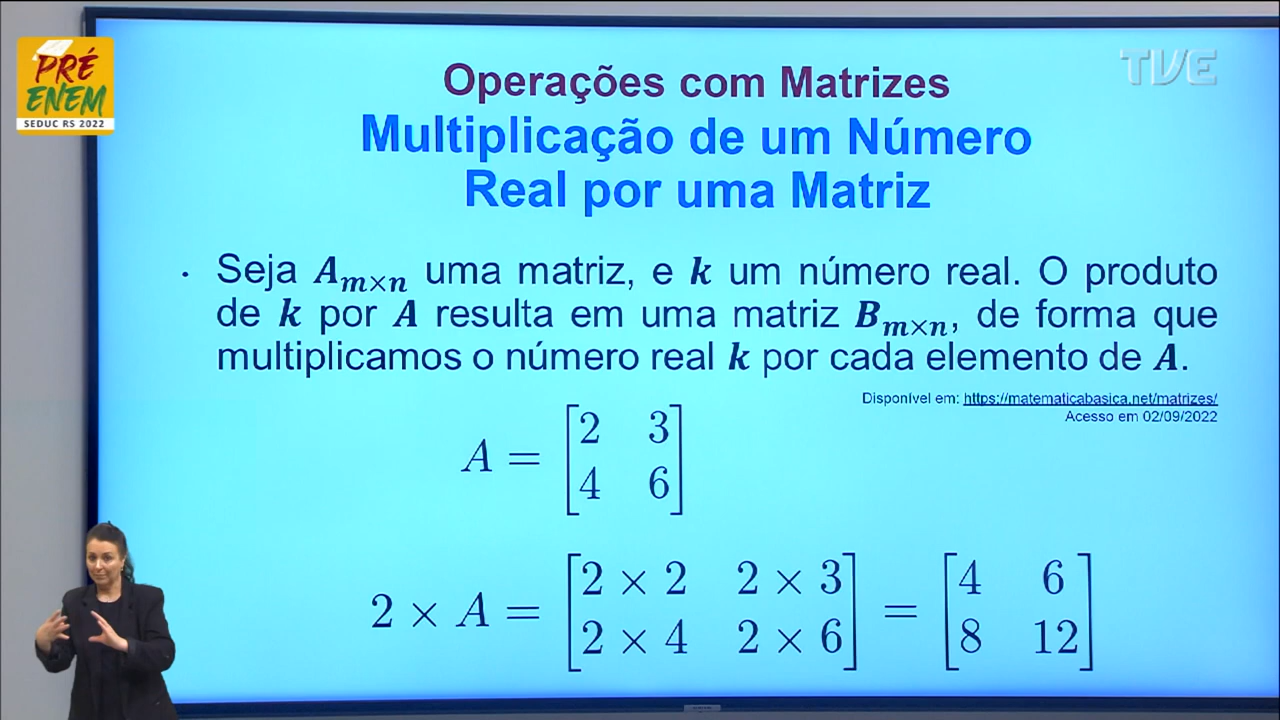 PRÉ
ENEM
SEDUC RS 2022
TVE
Operações com Matrizes
Multiplicação de um Número
Real por uma Matriz
· Seja A_{m×n} uma matriz, e k um número real. O produto
de k por A resulta em uma matriz B_{m×n}, de forma que
multiplicamos o número real k por cada elemento de A.
Disponível em: https://matematicabasica.net/matrizes/
Acesso em 02/09/2022
A = [2 3
4 6]
2 × A = [2 × 2 2 × 3
2 × 4 2 × 6] = [4 6
8 12]